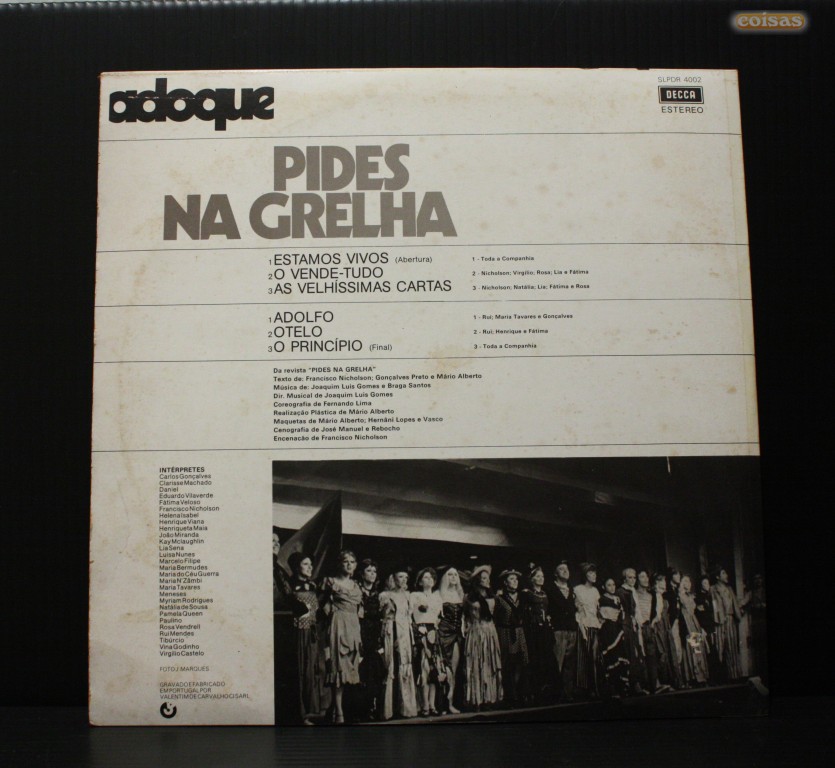 coisas
adoque
SLPDR 4002
DECCA
ESTEREO
PIDES
NA GRELHA
1 ESTAMOS VIVOS (Abertura)
2 O VENDE-TUDO
3 AS VELHÍSSIMAS CARTAS
1 - Toda a Companhia
2 - Nicholson; Virgílio; Rosa; Lia e Fátima
3 - Nicholson; Natália; Lia; Fátima e Rosa
1 ADOLFO
2 OTELO
3 O PRINCÍPIO (Final)
1 - Rui; Maria Tavares e Gonçalves
2 - Rui; Henrique e Fátima
3 - Toda a Companhia
Da revista "PIDES NA GRELHA"
Texto de: Francisco Nicholson; Gonçalves Preto e Mário Alberto
Música de: Joaquim Luís Gomes e Braga Santos
Dir. Musical de Joaquim Luís Gomes
Coreografia de Fernando Lima
Realização Plástica de Mário Alberto
Maquetas de Mário Alberto; Hernâni Lopes e Vasco
Cenografia de José Manuel e Rebocho
Encenacão de Francisco Nicholson
INTÉRPRETES
Carlos Gonçalves
Clarisse Machado
Daniel
Eduardo Vilaverde
Fátima Veloso
Francisco Nicholson
Helena Isabel
Henrique Viana
Henriqueta Maia
João Miranda
Kay Mclaughlin
Lia Sena
Luisa Nunes
Marcelo Filipe
Maria Bermudes
Maria do Céu Guerra
Maria N'Zâmbi
Maria Tavares
Meneses
Myriam Rodrigues
Natália de Sousa
Pamela Queen
Paulino
Rosa Vendrell
Rui Mendes
Tibúrcio
Vina Godinho
Virgílio Castelo
FOTO J. MARQUES
GRAVADO E FABRICADO
EM PORTUGAL POR
VALENTIM DE CARVALHO CI SARL